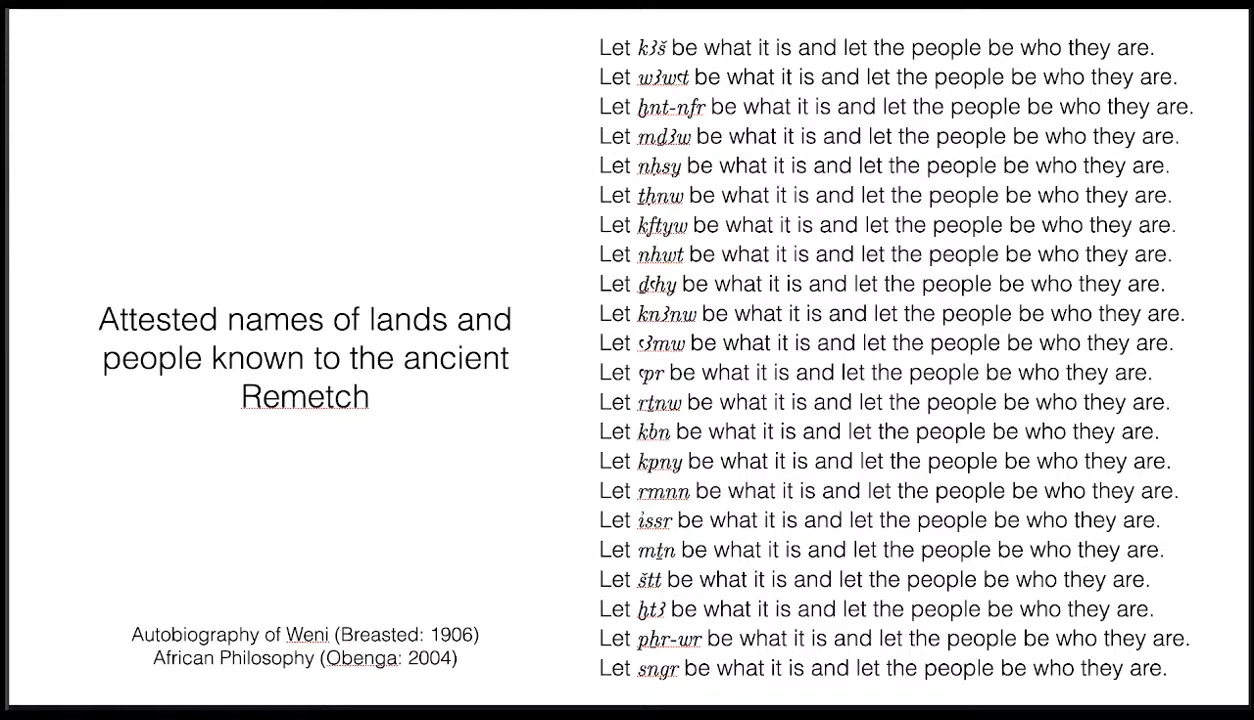 Attested names of lands and
people known to the ancient
Remetch
Autobiography of Weni (Breasted: 1906)
African Philosophy (Obenga: 2004)
Let kꜣš be what it is and let the people be who they are.
Let wꜣwꜥt be what it is and let the people be who they are.
Let ḫnt-nfr be what it is and let the people be who they are.
Let mḏꜣw be what it is and let the people be who they are.
Let nḥsy be what it is and let the people be who they are.
Let ṯḥnw be what it is and let the people be who they are.
Let kftyw be what it is and let the people be who they are.
Let nhwt be what it is and let the people be who they are.
Let ḏꜥhy be what it is and let the people be who they are.
Let knꜣnw be what it is and let the people be who they are.
Let ꜥꜣmw be what it is and let the people be who they are.
Let ꜥpr be what it is and let the people be who they are.
Let rṯnw be what it is and let the people be who they are.
Let kbn be what it is and let the people be who they are.
Let kpny be what it is and let the people be who they are.
Let rmnn be what it is and let the people be who they are.
Let issr be what it is and let the people be who they are.
Let mṯn be what it is and let the people be who they are.
Let štt be what it is and let the people be who they are.
Let ḫtꜣ be what it is and let the people be who they are.
Let pḫr-wr be what it is and let the people be who they are.
Let sngr be what it is and let the people be who they are.